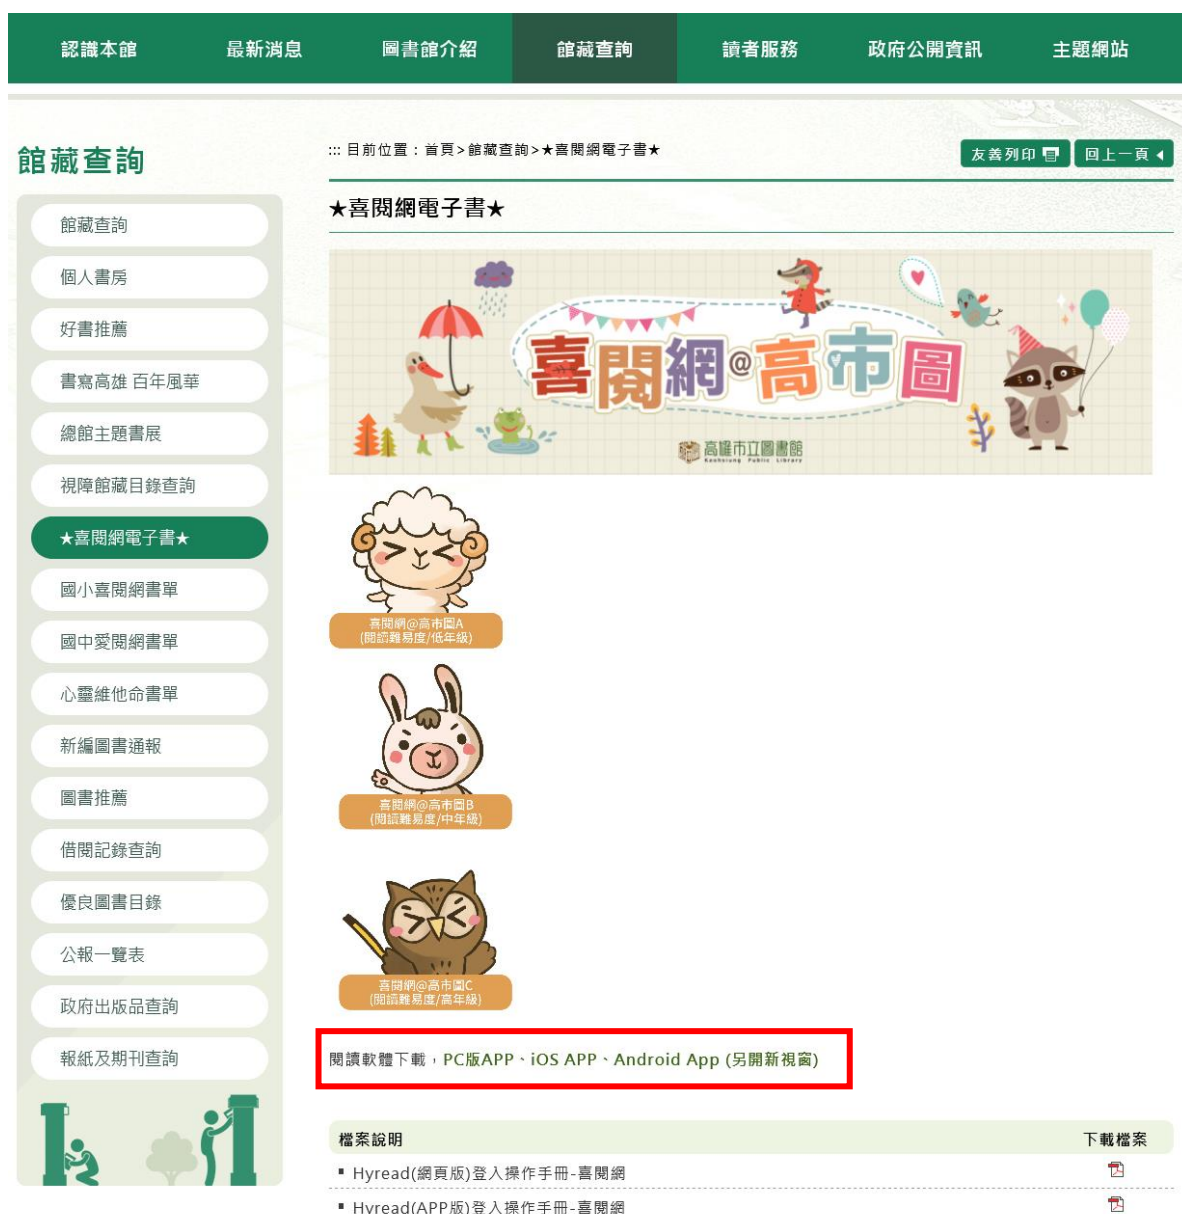 認識本館 最新消息 圖書館介紹 館藏查詢 讀者服務 政府公開資訊 主題網站
館藏查詢
館藏查詢
個人書房
好書推薦
書寫高雄 百年風華
總館主題書展
視障館藏目錄查詢
★喜閱網電子書★
國小喜閱網書單
國中愛閱網書單
心靈維他命書單
新編圖書通報
圖書推薦
借閱記錄查詢
優良圖書目錄
公報一覽表
政府出版品查詢
報紙及期刊查詢
::: 目前位置：首頁>館藏查詢>★喜閱網電子書★
友善列印 回上一頁
★喜閱網電子書★
喜閱網@高市圖
高雄市立圖書館
Kaohsiung Public Library
喜閱網@高市圖A
(閱讀難易度/低年級)
喜閱網@高市圖B
(閱讀難易度/中年級)
喜閱網@高市圖C
(閱讀難易度/高年級)
閱讀軟體下載，PC版APP、iOS APP、Android App (另開新視窗)
檔案說明 下載檔案
Hyread(網頁版)登入操作手冊-喜閱網
Hyread(APP版)登入操作手冊-喜閱網